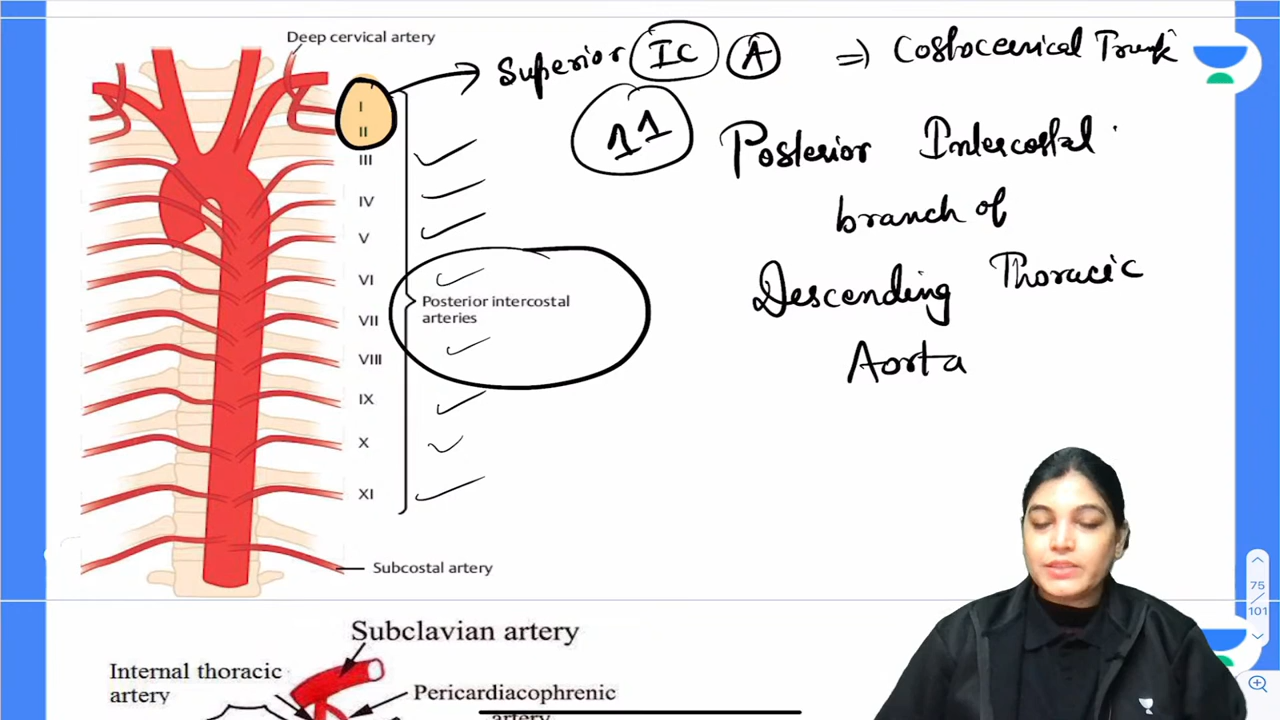 Deep cervical artery
Superior IC A ⇒ Costocervical Trunk
11 Posterior Intercostal
branch of
Descending Thoracic
Aorta
I
II
III
IV
V
VI
VII
VIII
IX
X
XI
Posterior intercostal
arteries
Subcostal artery
75
/
101
Subclavian artery
Internal thoracic
artery
Pericardiacophrenic
artery